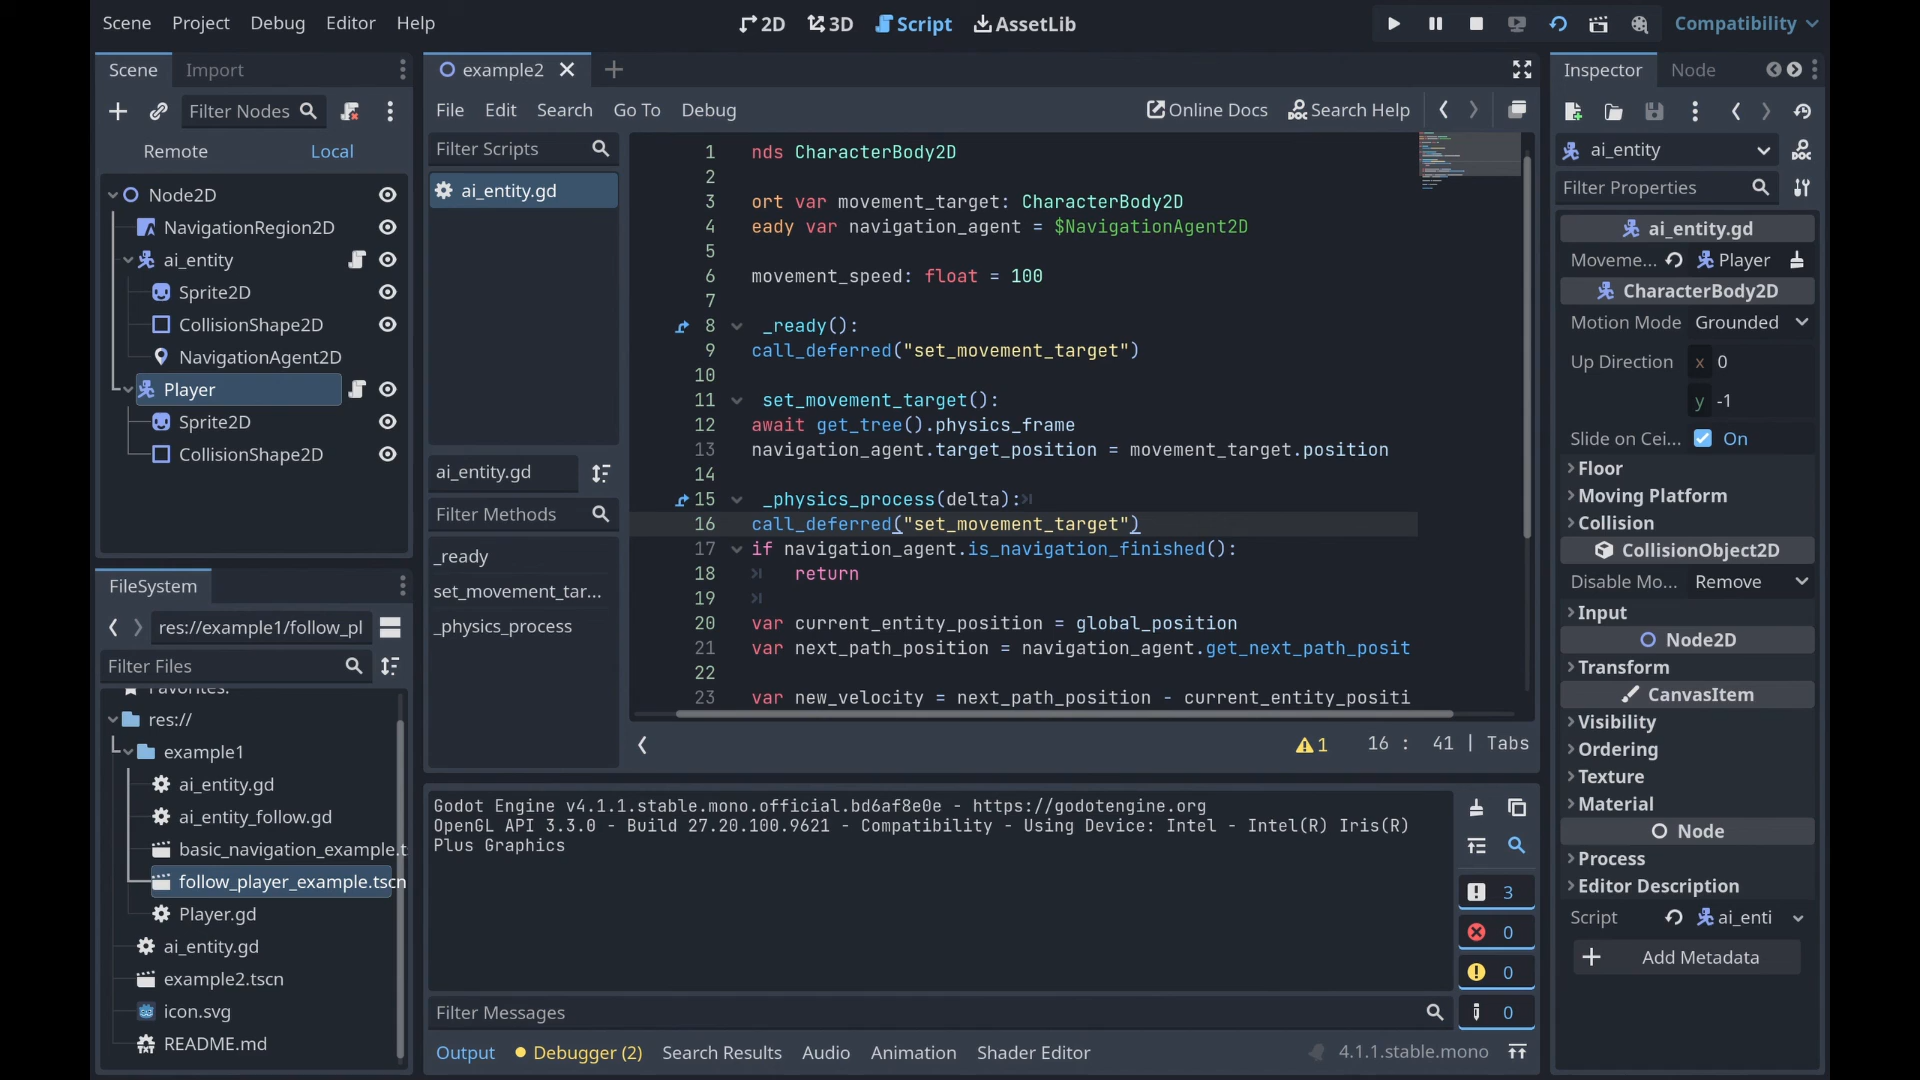 Scene Project Debug Editor Help
2D 3D Script AssetLib
Compatibility
Scene Import
Filter Nodes
Remote Local
Node2D
NavigationRegion2D
ai_entity
Sprite2D
CollisionShape2D
NavigationAgent2D
Player
Sprite2D
CollisionShape2D
FileSystem
res://example1/follow_pl
Filter Files
Favorites:
res://
example1
ai_entity.gd
ai_entity_follow.gd
basic_navigation_example.t
follow_player_example.tscn
Player.gd
ai_entity.gd
example2.tscn
icon.svg
README.md
example2
File Edit Search Go To Debug
Online Docs Search Help
Filter Scripts
ai_entity.gd
ai_entity.gd
Filter Methods
_ready
set_movement_tar...
_physics_process
1 nds CharacterBody2D
2
3 ort var movement_target: CharacterBody2D
4 eady var navigation_agent = $NavigationAgent2D
5
6 movement_speed: float = 100
7
8 _ready():
9 call_deferred("set_movement_target")
10
11 set_movement_target():
12 await get_tree().physics_frame
13 navigation_agent.target_position = movement_target.position
14
15 _physics_process(delta):
16 call_deferred("set_movement_target")
17 if navigation_agent.is_navigation_finished():
18 return
19
20 var current_entity_position = global_position
21 var next_path_position = navigation_agent.get_next_path_posit
22
23 var new_velocity = next_path_position - current_entity_positi
1 16 : 41 | Tabs
Godot Engine v4.1.1.stable.mono.official.bd6af8e0e - https://godotengine.org
OpenGL API 3.3.0 - Build 27.20.100.9621 - Compatibility - Using Device: Intel - Intel(R) Iris(R)
Plus Graphics
3
0
0
0
Filter Messages
Output Debugger (2) Search Results Audio Animation Shader Editor
4.1.1.stable.mono
Inspector Node
ai_entity
Filter Properties
ai_entity.gd
Moveme... Player
CharacterBody2D
Motion Mode Grounded
Up Direction x 0
y -1
Slide on Cei... On
Floor
Moving Platform
Collision
CollisionObject2D
Disable Mo... Remove
Input
Node2D
Transform
CanvasItem
Visibility
Ordering
Texture
Material
Node
Process
Editor Description
Script ai_enti
Add Metadata